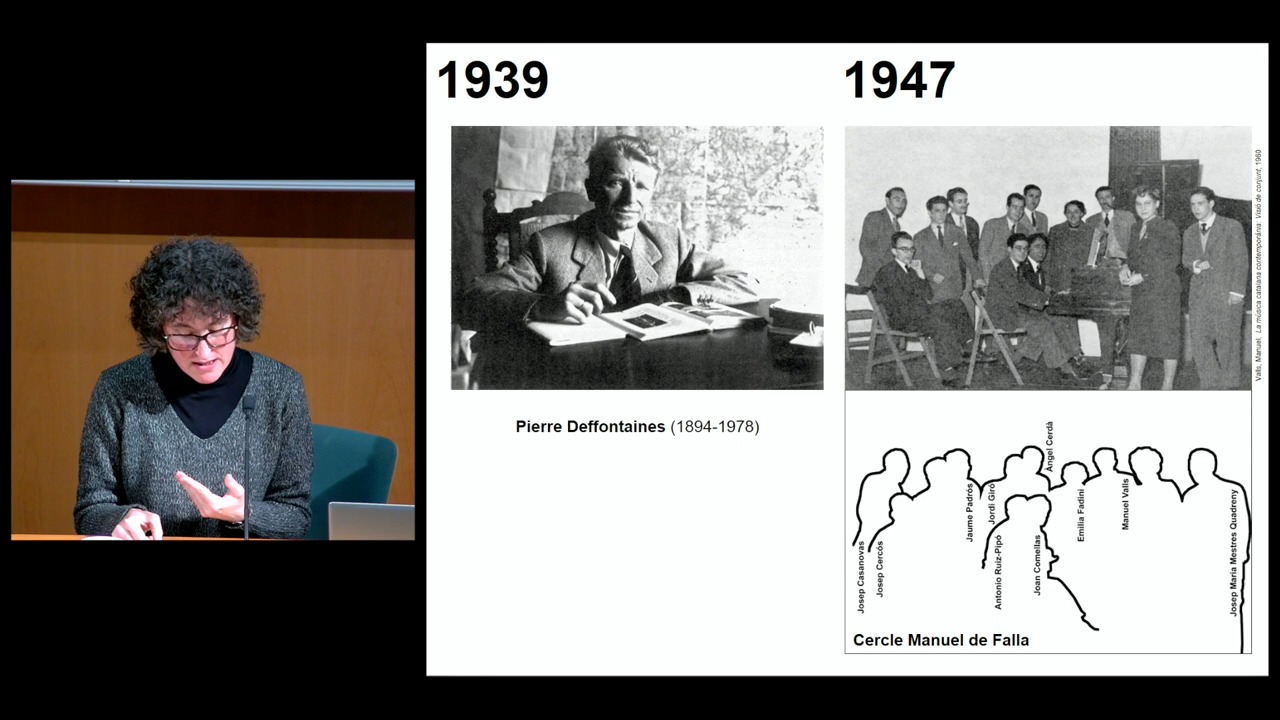 1939
Pierre Deffontaines (1894-1978)
1947
Valls, Manuel, La música catalana contemporània: Visió de conjunt, 1960
Josep Casanovas
Josep Cercós
Jaume Padrós
Jordi Giró
Antonio Ruiz-Pipó
Joan Comellas
Àngel Cerdà
Emília Fadini
Manuel Valls
Josep Maria Mestres Quadreny
Cercle Manuel de Falla